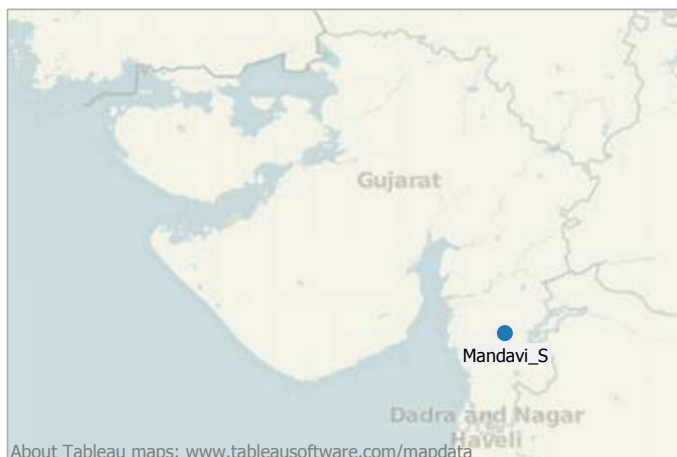 Gujarat
Mandavi_S
Dadra and Nagar
Haveli
About Tableau maps: www.tableausoftware.com/mapdata